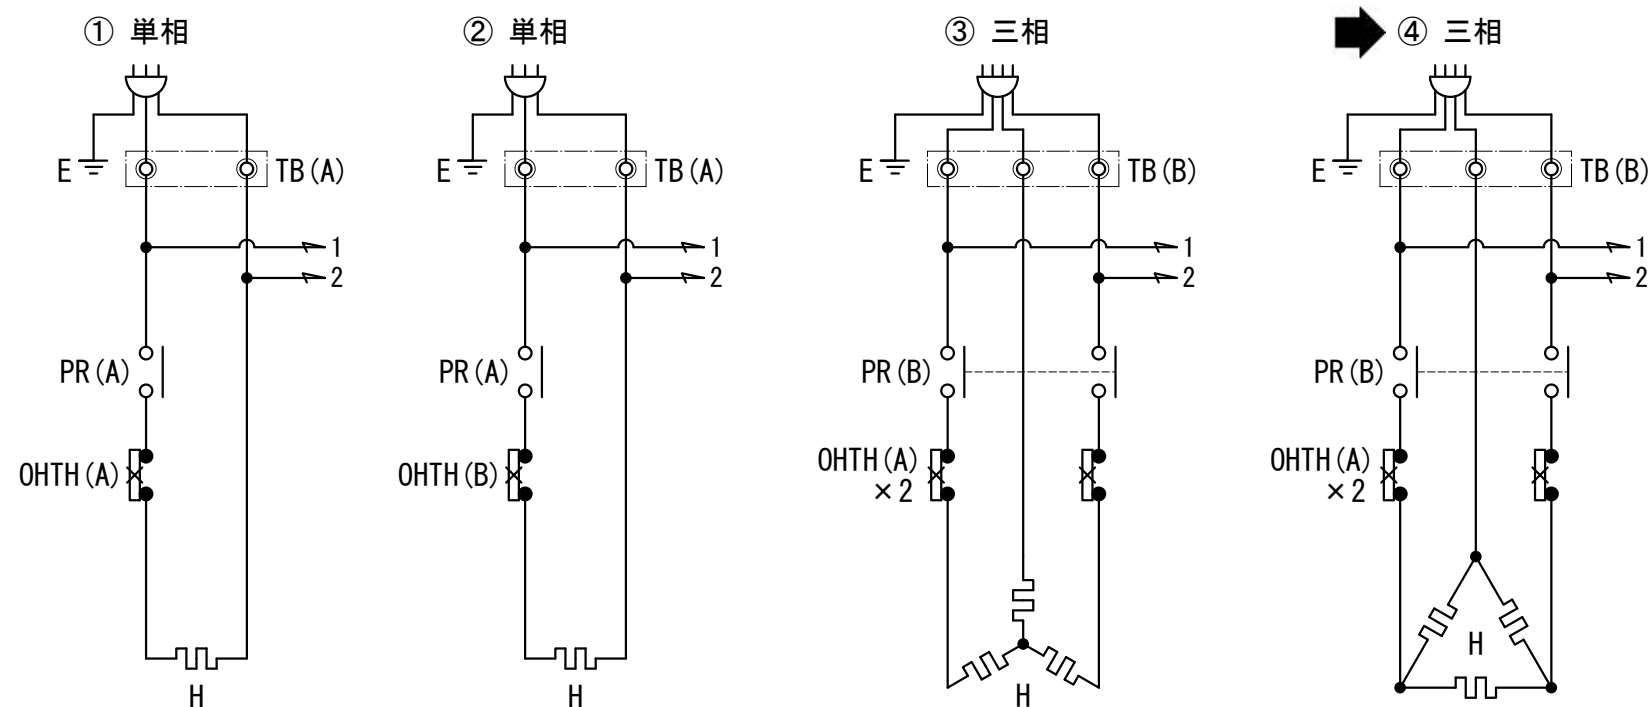 ① 単相
E
TB(A)
1
2
PR(A)
OHTH(A)
H
② 単相
E
TB(A)
1
2
PR(A)
OHTH(B)
H
③ 三相
E
TB(B)
1
2
PR(B)
OHTH(A)
×2
H
④ 三相
E
TB(B)
1
2
PR(B)
OHTH(A)
×2
H